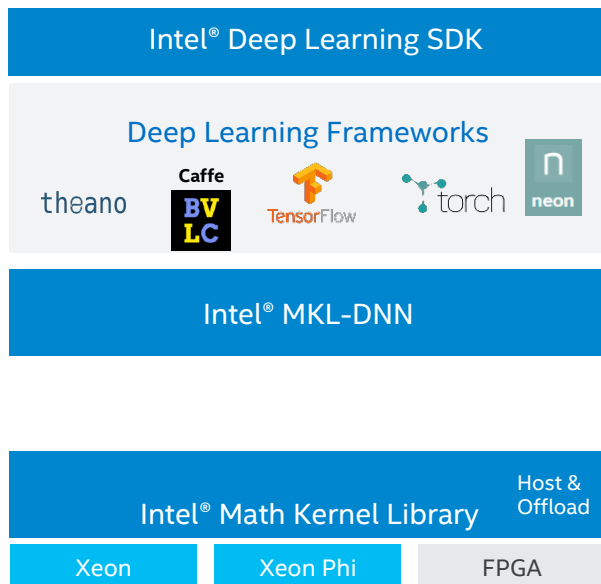 Intel® Deep Learning SDK
Deep Learning Frameworks
theano
Caffe
BV
LC
TensorFlow
torch
n
neon
Intel® MKL-DNN
Host &
Offload
Intel® Math Kernel Library
Xeon
Xeon Phi
FPGA